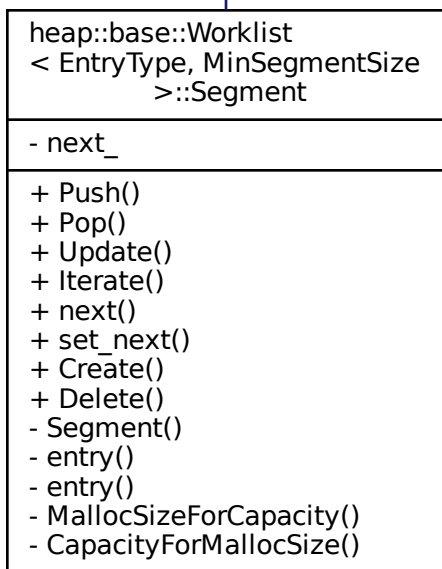 heap::base::Worklist
< EntryType, MinSegmentSize
>::Segment
- next_
+ Push()
+ Pop()
+ Update()
+ Iterate()
+ next()
+ set_next()
+ Create()
+ Delete()
- Segment()
- entry()
- entry()
- MallocSizeForCapacity()
- CapacityForMallocSize()